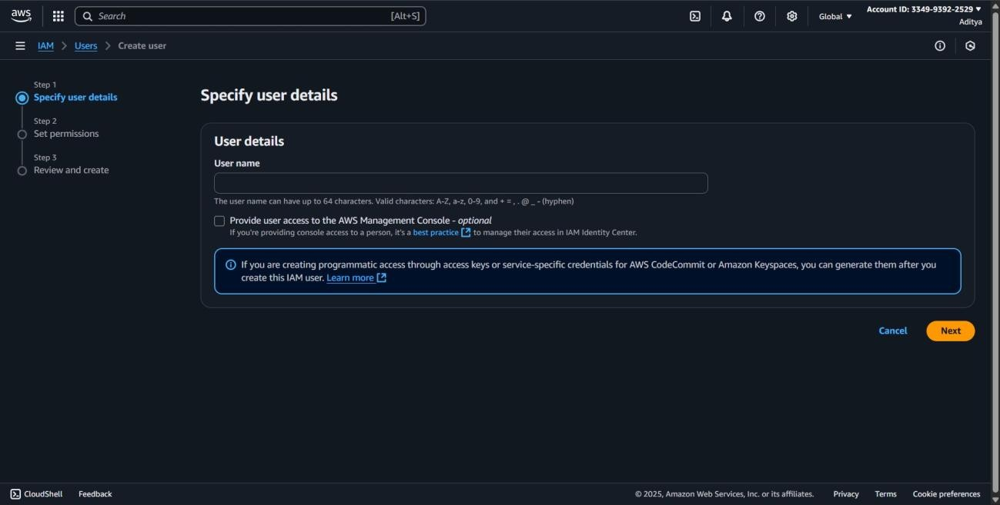 aws
Search
[Alt+S]
Global
Account ID: 3349-9392-2529
Aditya
IAM
Users
Create user
Step 1
Specify user details
Step 2
Set permissions
Step 3
Review and create
Specify user details
User details
User name
The user name can have up to 64 characters. Valid characters: A-Z, a-z, 0-9, and + = , . @ _ - (hyphen)
Provide user access to the AWS Management Console - optional
If you're providing console access to a person, it's a best practice to manage their access in IAM Identity Center.
If you are creating programmatic access through access keys or service-specific credentials for AWS CodeCommit or Amazon Keyspaces, you can generate them after you
create this IAM user. Learn more
Cancel
Next
CloudShell
Feedback
© 2025, Amazon Web Services, Inc. or its affiliates.
Privacy
Terms
Cookie preferences